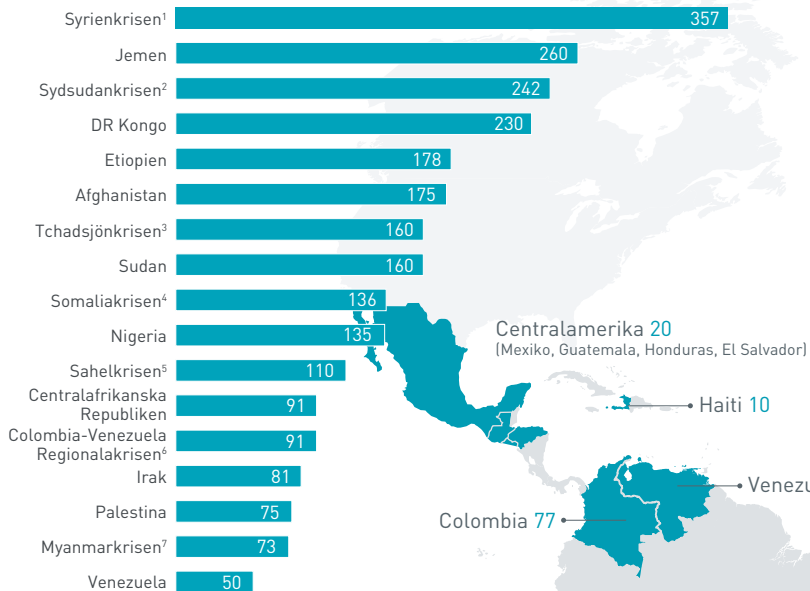 Syrienkrisen¹ 357
Jemen 260
Sydsudankrisen² 242
DR Kongo 230
Etiopien 178
Afghanistan 175
Tchadsjönkrisen³ 160
Sudan 160
Somaliakrisen⁴ 136
Nigeria 135
Sahelkrisen⁵ 110
Centralafrikanska
Republiken 91
Colombia-Venezuela
Regionalakrisen⁶ 91
Irak 81
Palestina 75
Myanmarkrisen⁷ 73
Venezuela 50
Centralamerika 20
(Mexiko, Guatemala, Honduras, El Salvador)
Haiti 10
Venezu
Colombia 77